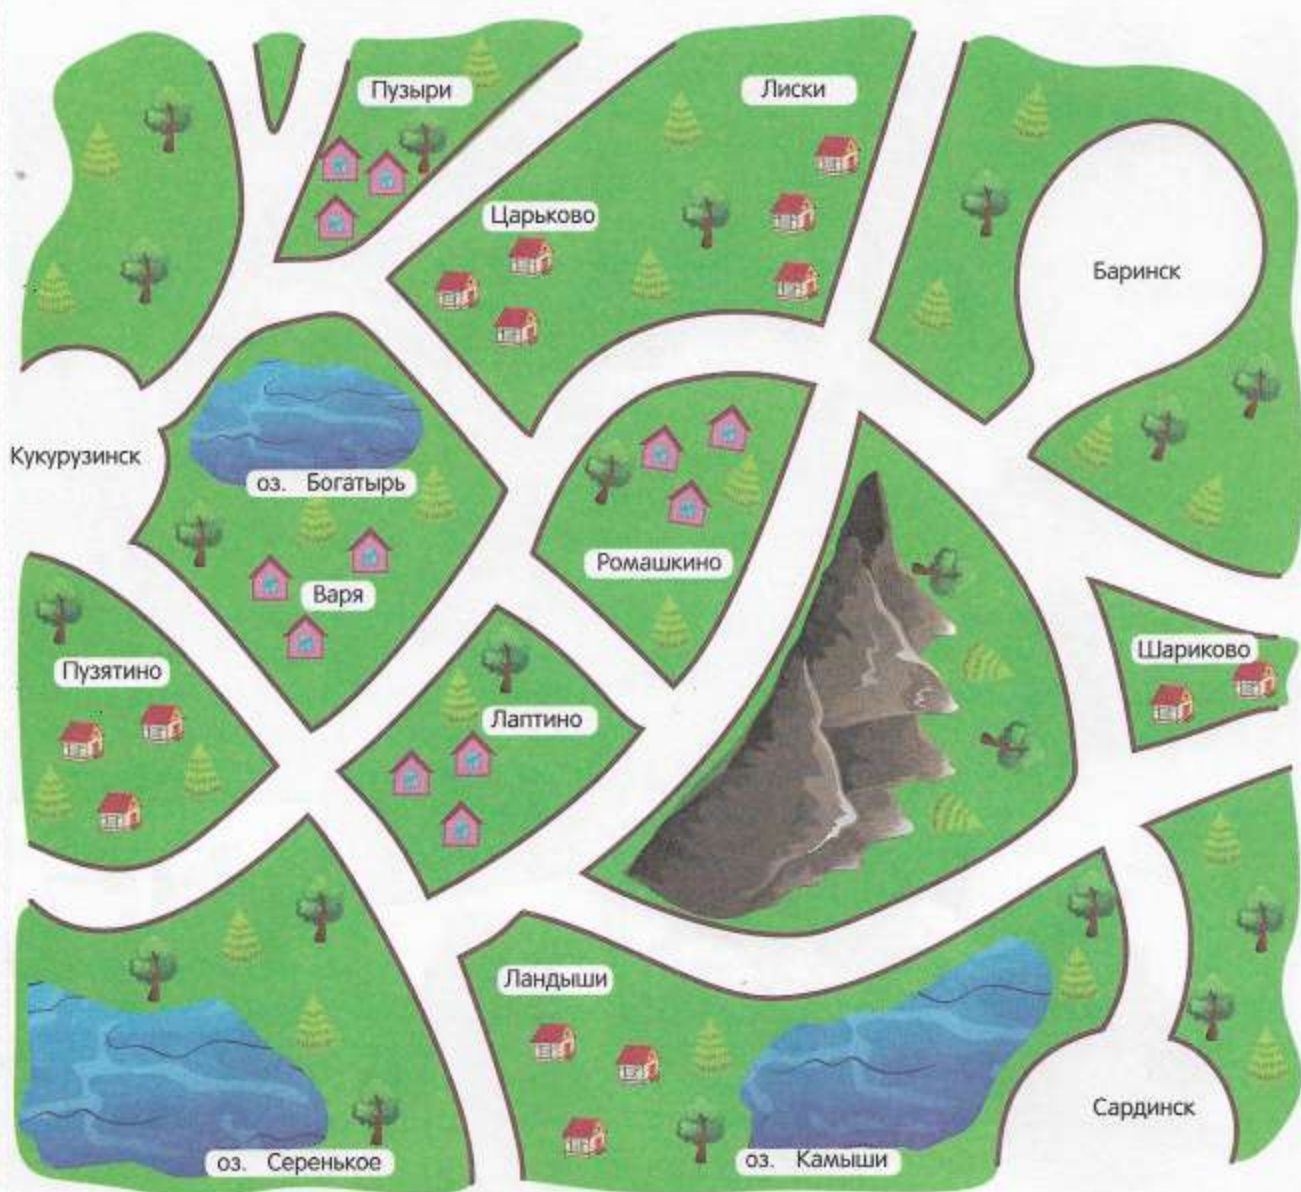 Пузыри
Лиски
Царьково
Баринск
Кукурузинск
оз. Богатырь
Ромашкино
Варя
Шариково
Пузятино
Лаптино
Ландыши
Сардинск
оз. Серенькое
оз. Камыши